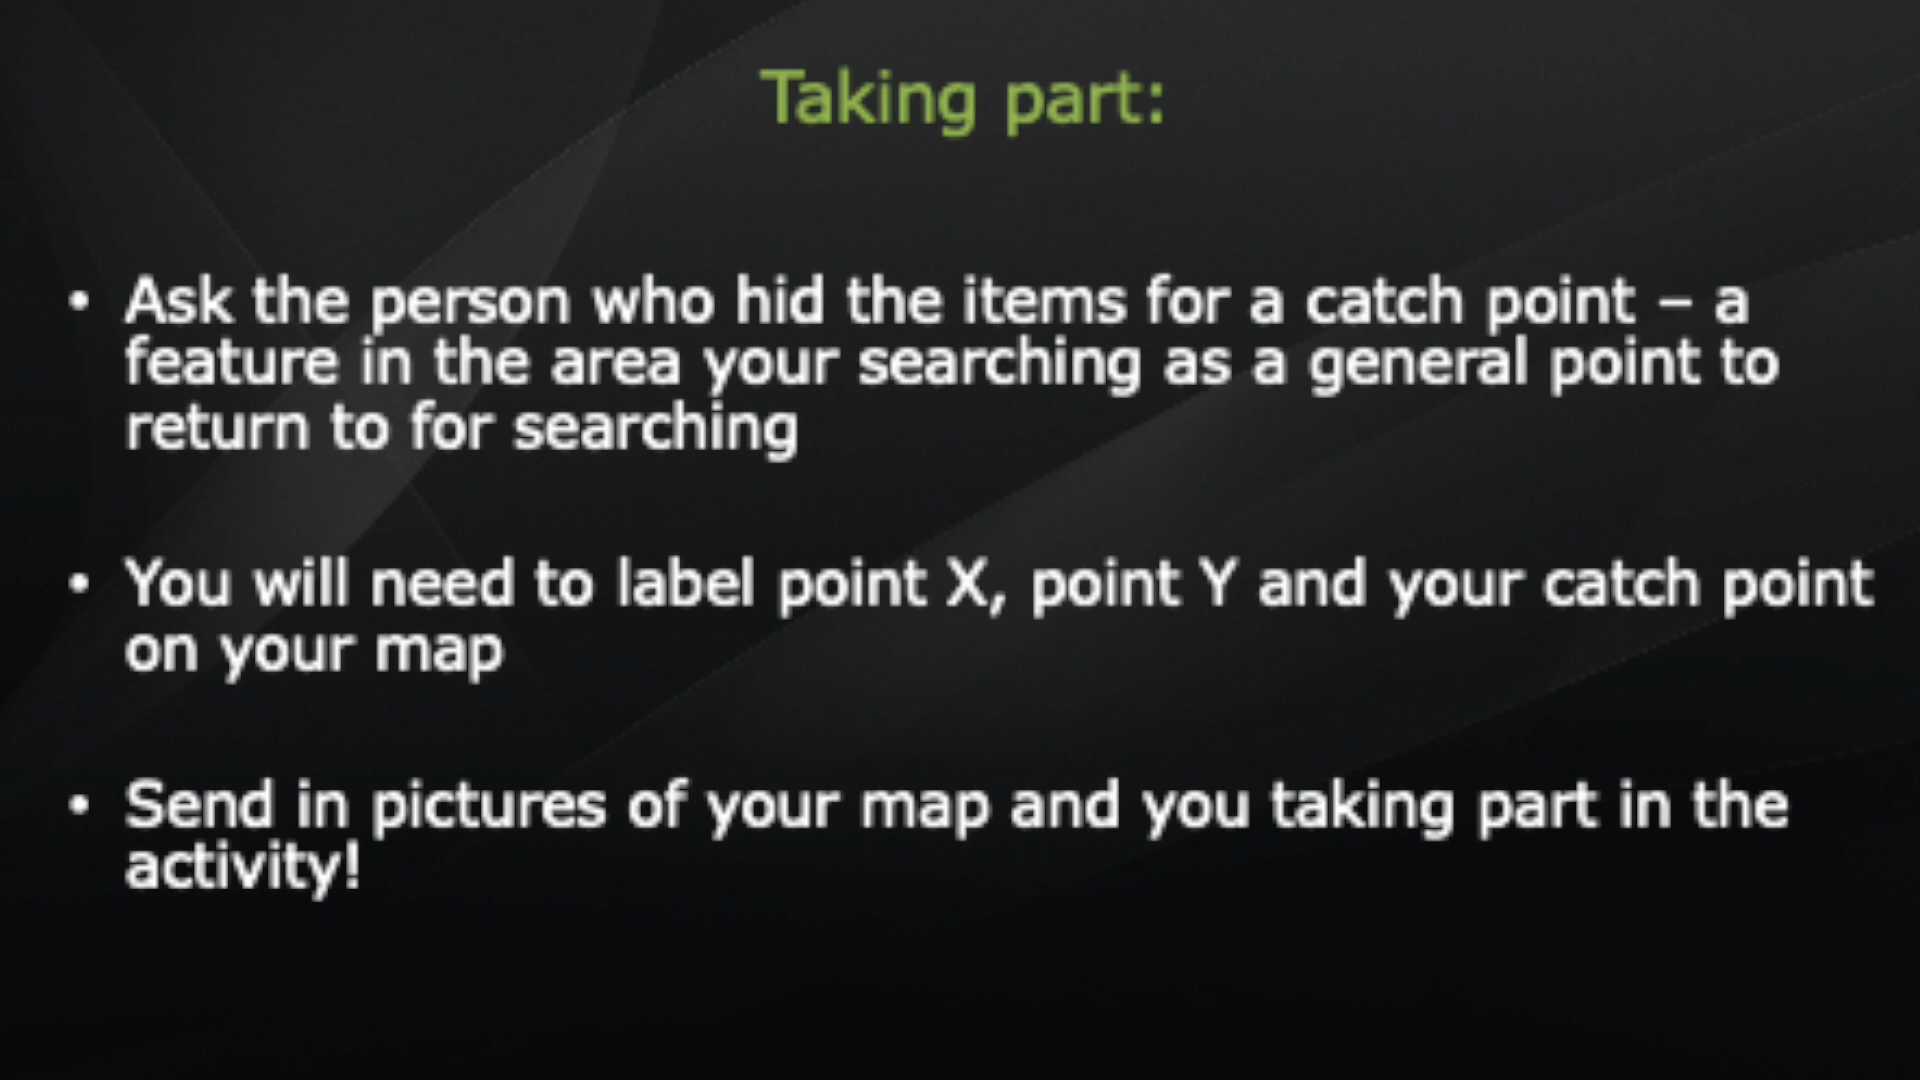 Taking part:
• Ask the person who hid the items for a catch point – a
feature in the area your searching as a general point to
return to for searching
• You will need to label point X, point Y and your catch point
on your map
• Send in pictures of your map and you taking part in the
activity!